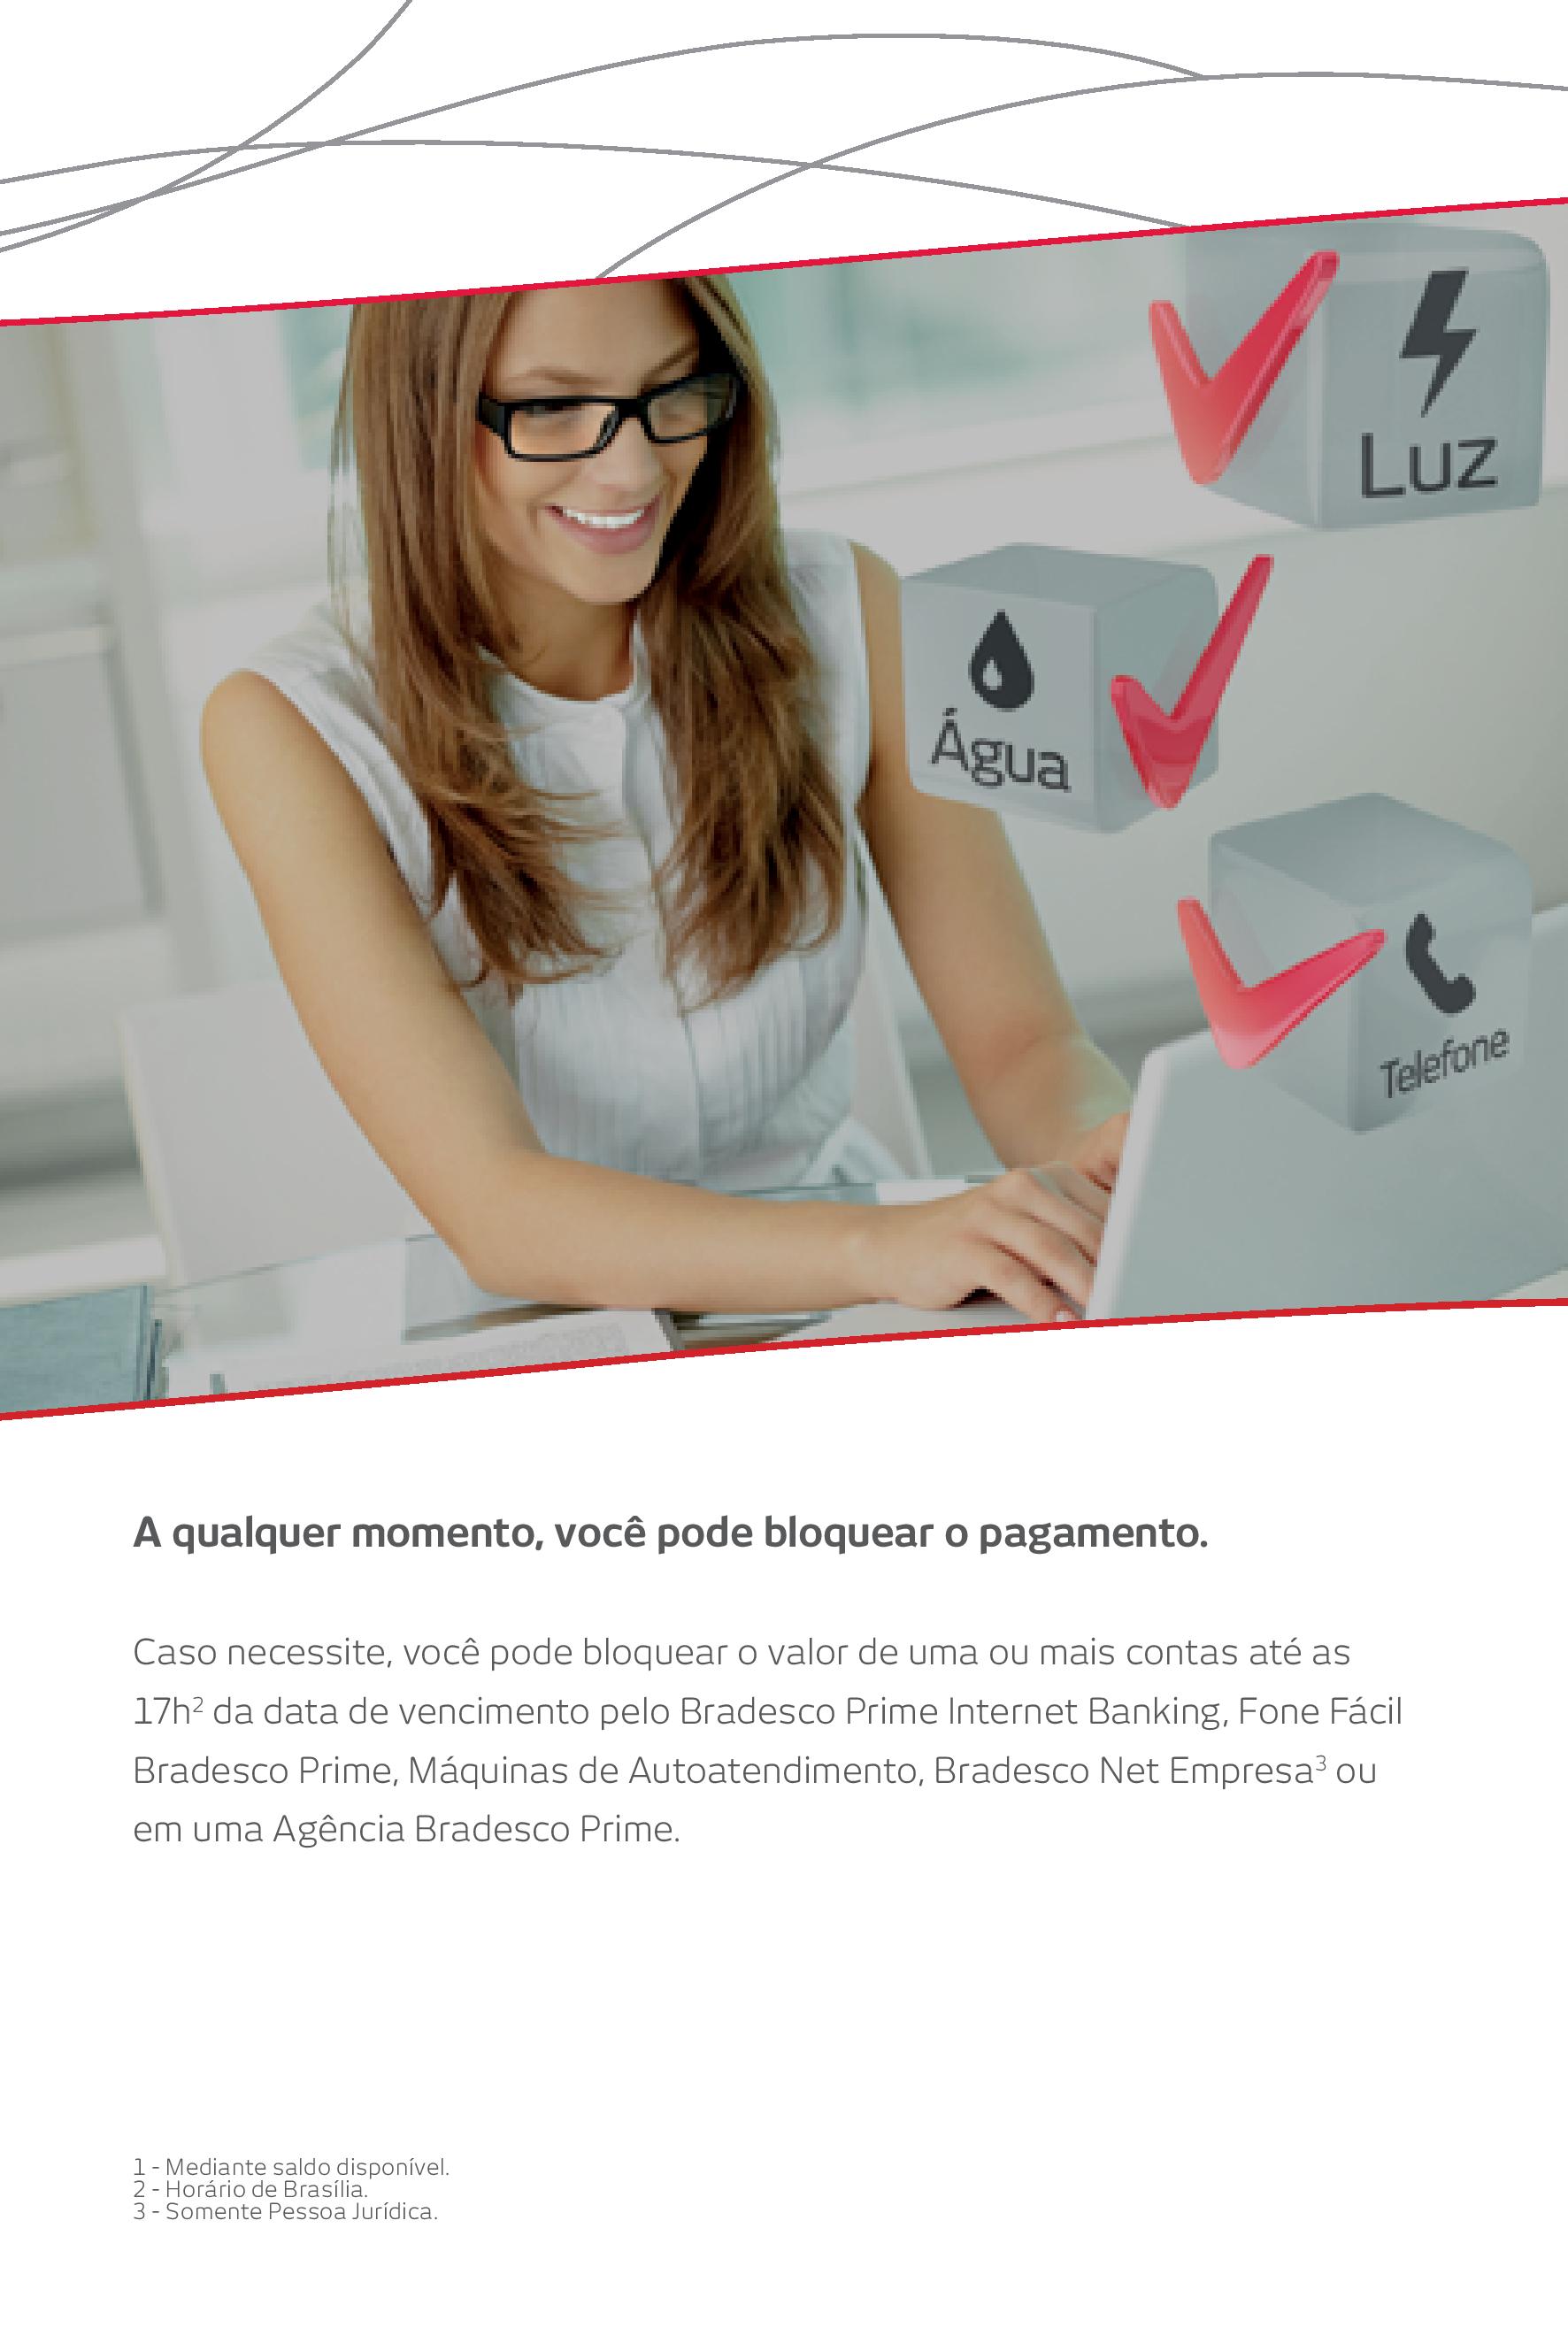 Luz
Água
Telefone
A qualquer momento, você pode bloquear o pagamento.
Caso necessite, você pode bloquear o valor de uma ou mais contas até as
17h² da data de vencimento pelo Bradesco Prime Internet Banking, Fone Fácil
Bradesco Prime, Máquinas de Autoatendimento, Bradesco Net Empresa³ ou
em uma Agência Bradesco Prime.
1 - Mediante saldo disponível.
2 - Horário de Brasília.
3 - Somente Pessoa Jurídica.